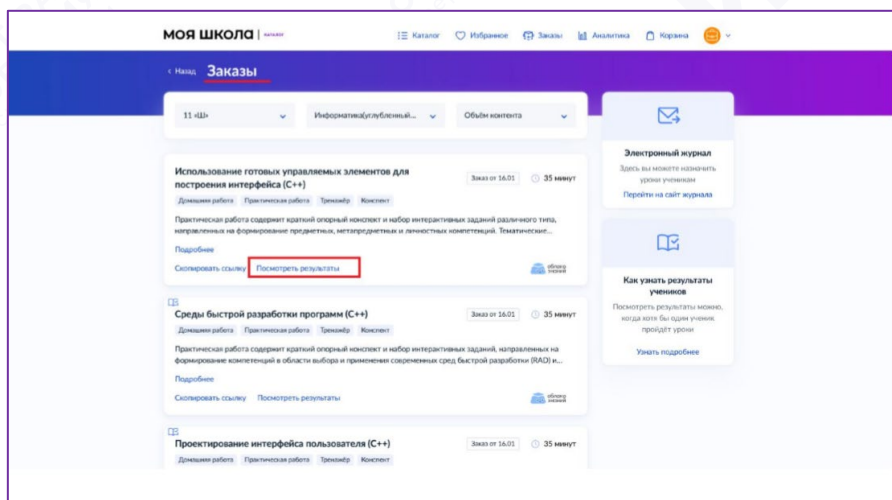 МОЯ ШКОЛА | КАТАЛОГ
Каталог
Избранное
Заказы
Аналитика
Корзина
‹ Назад Заказы
11 «Ш»
Информатика(углубленный...
Объём контента
Использование готовых управляемых элементов для
построения интерфейса (C++)
Заказ от 16.01
35 минут
Домашняя работа Практическая работа Тренажёр Конспект
Практическая работа содержит краткий опорный конспект и набор интерактивных заданий различного типа,
направленных на формирование предметных, метапредметных и личностных компетенций. Тематические...
Подробнее
Скопировать ссылку Посмотреть результаты
облако
знаний
Среды быстрой разработки программ (C++)
Заказ от 16.01
35 минут
Домашняя работа Практическая работа Тренажёр Конспект
Практическая работа содержит краткий опорный конспект и набор интерактивных заданий, направленных на
формирование компетенций в области выбора и применения современных сред быстрой разработки (RAD) и...
Подробнее
Скопировать ссылку Посмотреть результаты
облако
знаний
Проектирование интерфейса пользователя (C++)
Заказ от 16.01
35 минут
Домашняя работа Практическая работа Тренажёр Конспект
Электронный журнал
Здесь вы можете назначить
уроки ученикам
Перейти на сайт журнала
Как узнать результаты
учеников
Посмотреть результаты можно,
когда хотя бы один ученик
пройдёт уроки
Узнать подробнее